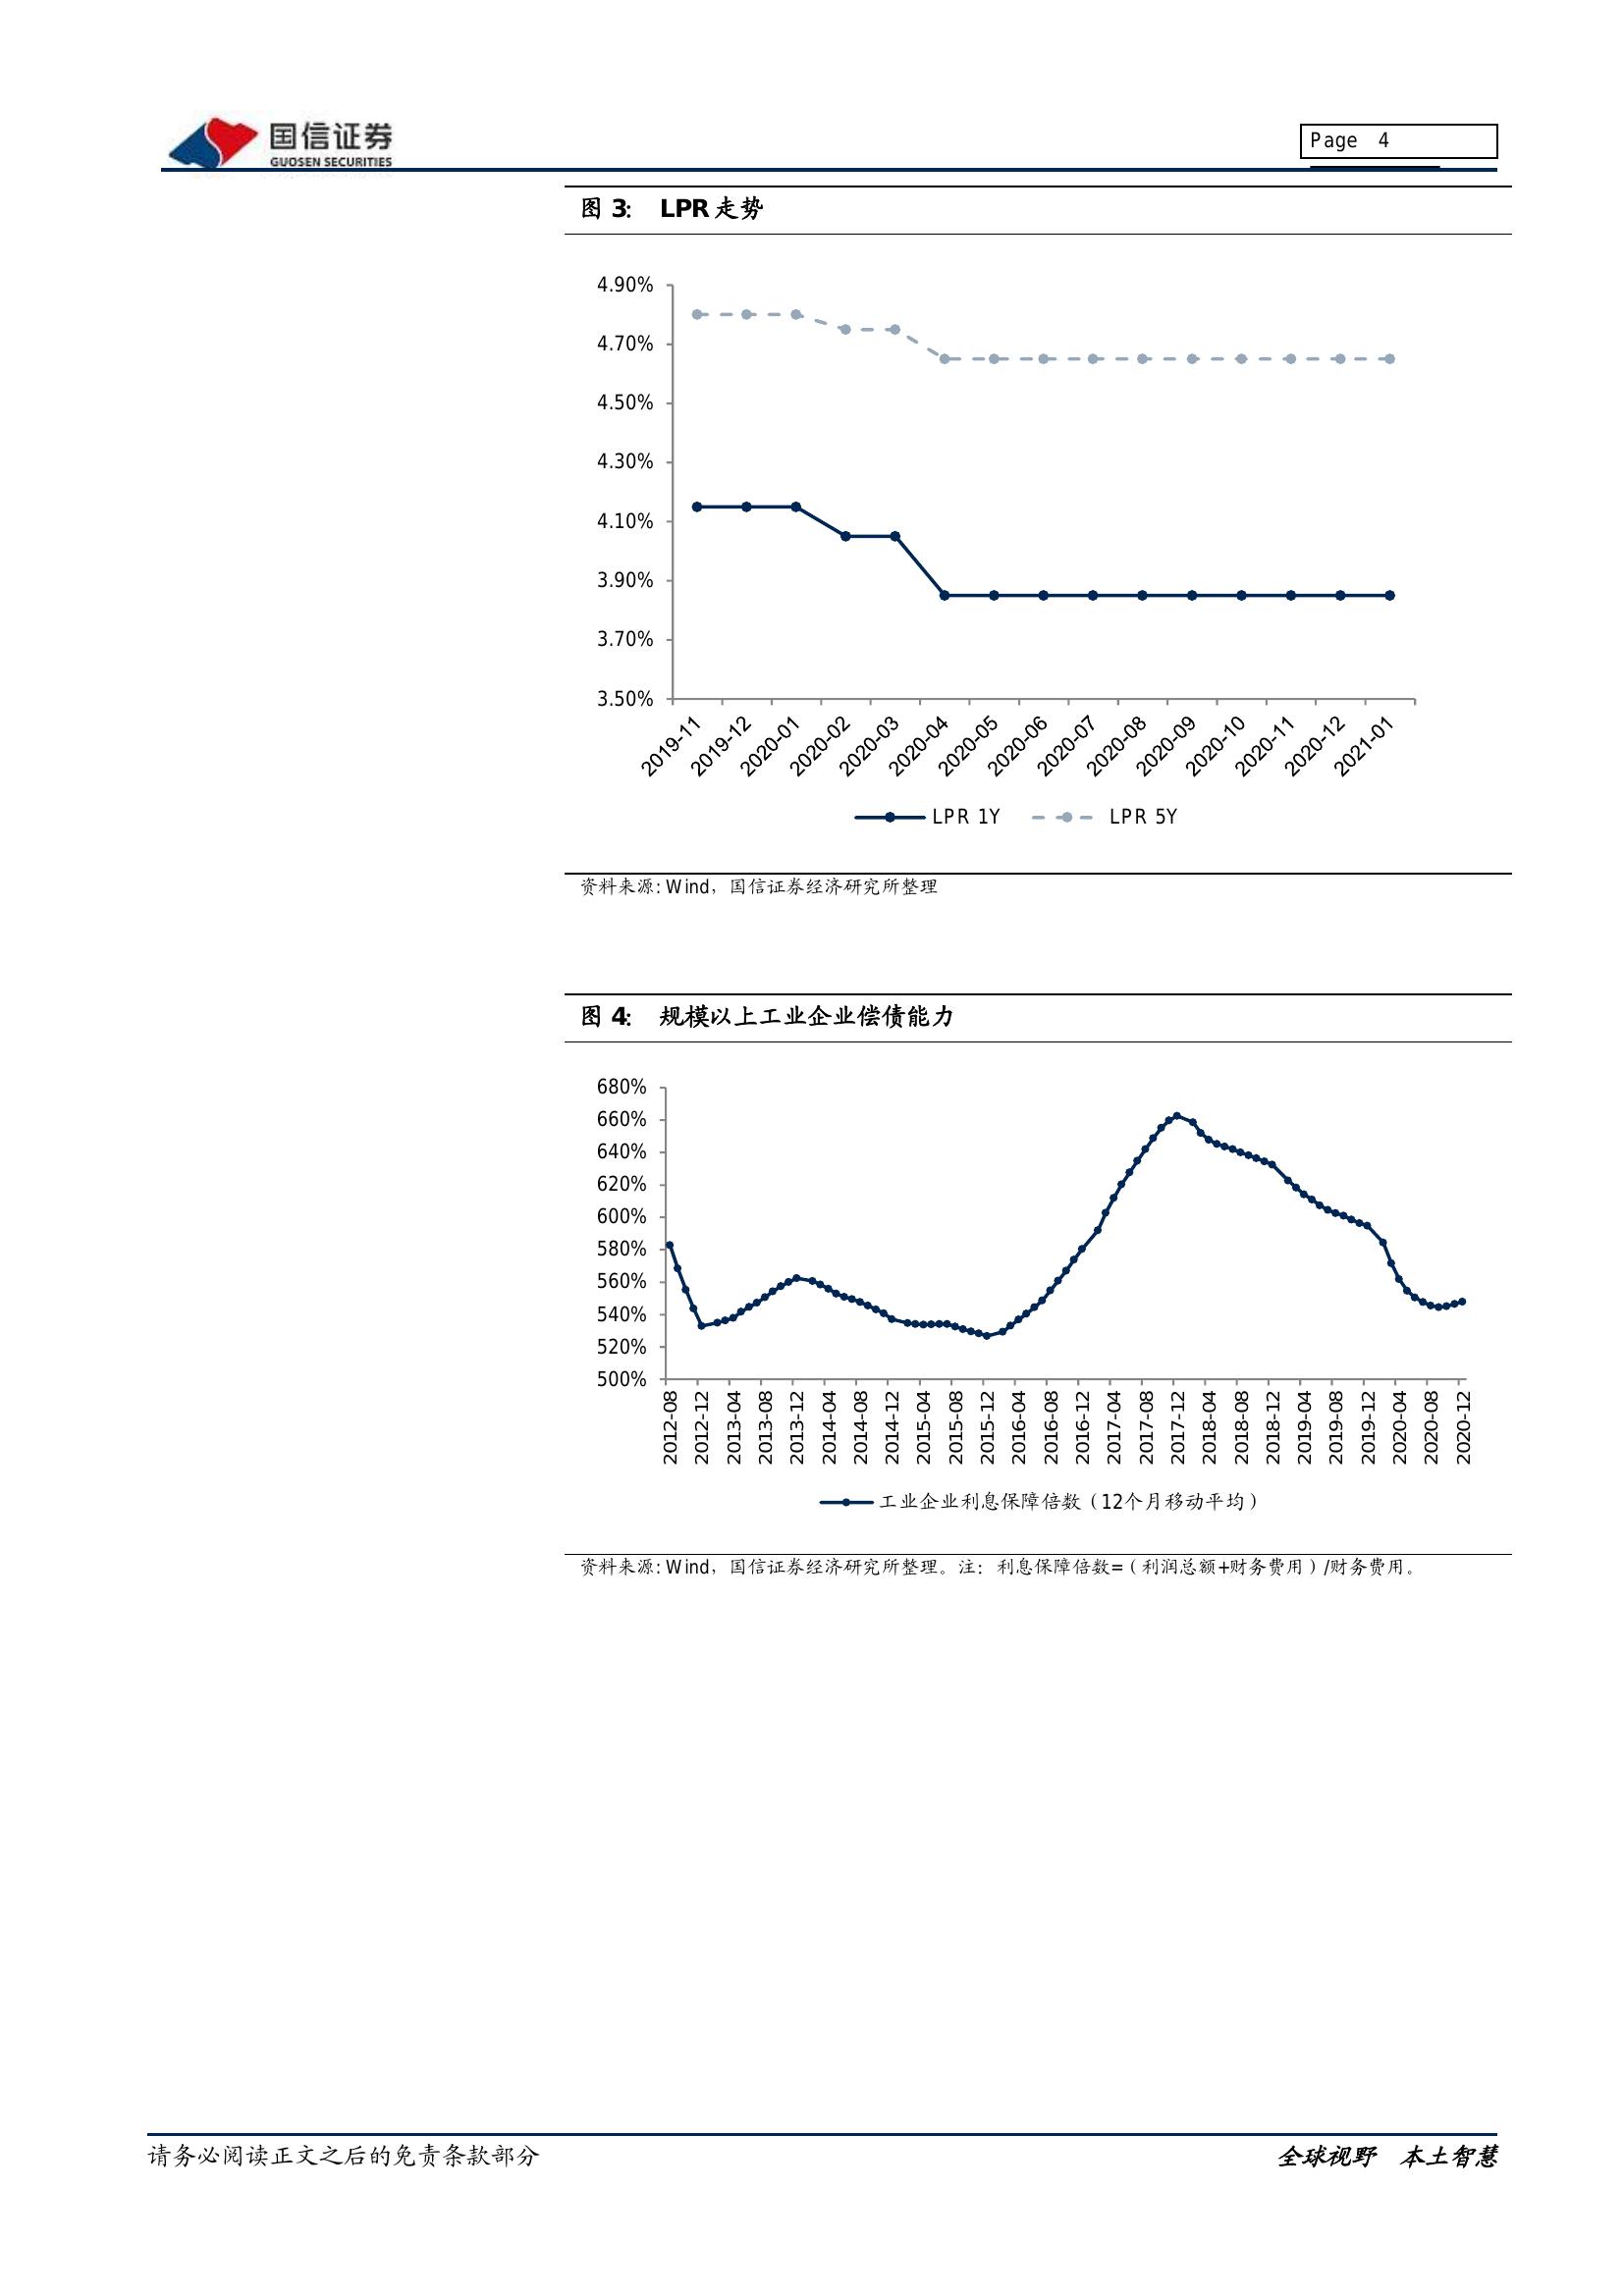 国信证券
GUOSEN SECURITIES
Page 4
图 3: LPR 走势
4.90%
4.70%
4.50%
4.30%
4.10%
3.90%
3.70%
3.50%
2019-11 2019-12 2020-01 2020-02 2020-03 2020-04 2020-05 2020-06 2020-07 2020-08 2020-09 2020-10 2020-11 2020-12 2021-01
LPR 1Y LPR 5Y
资料来源: Wind，国信证券经济研究所整理
图 4: 规模以上工业企业偿债能力
680%
660%
640%
620%
600%
580%
560%
540%
520%
500%
2012-08 2012-12 2013-04 2013-08 2013-12 2014-04 2014-08 2014-12 2015-04 2015-08 2015-12 2016-04 2016-08 2016-12 2017-04 2017-08 2017-12 2018-04 2018-08 2018-12 2019-04 2019-08 2019-12 2020-04 2020-08 2020-12
工业企业利息保障倍数（12个月移动平均）
资料来源: Wind，国信证券经济研究所整理。注：利息保障倍数=（利润总额+财务费用）/财务费用。
请务必阅读正文之后的免责条款部分
全球视野 本土智慧